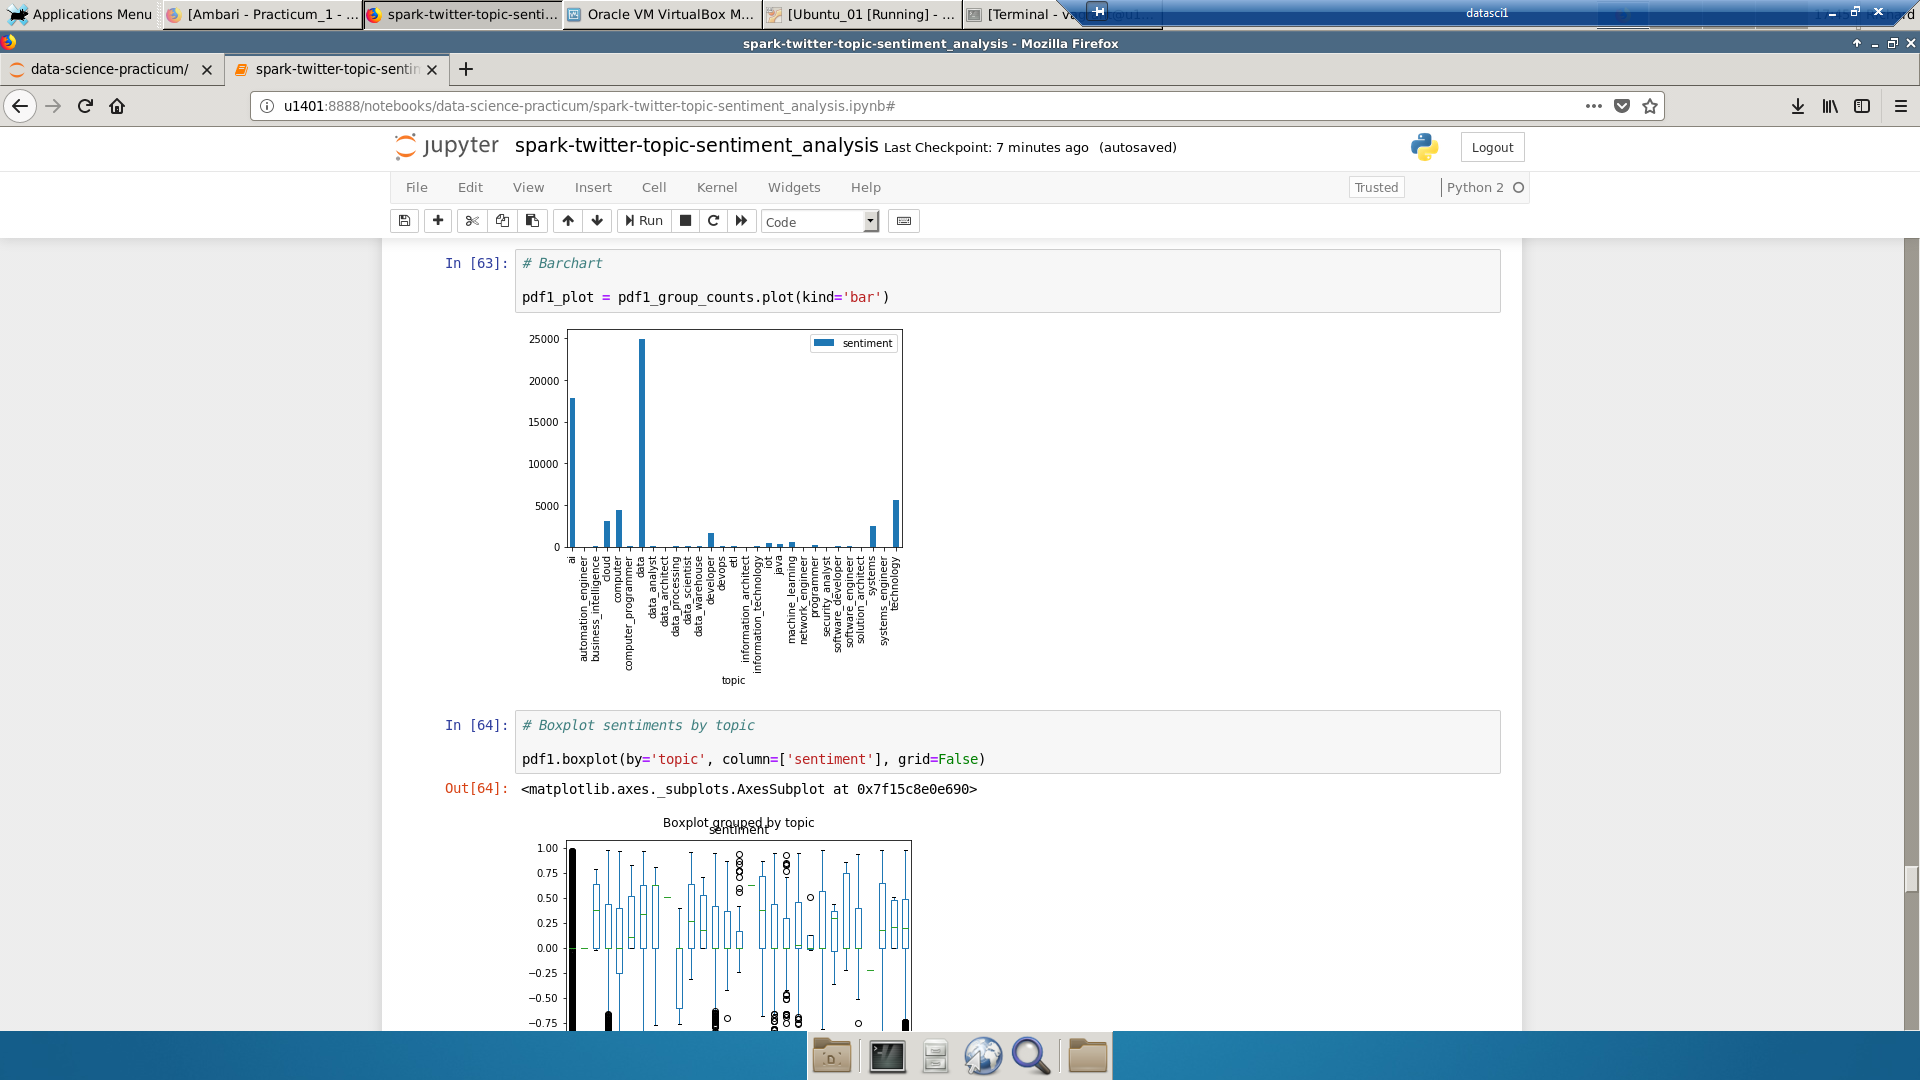 Applications Menu
[Ambari - Practicum_1 - ...
spark-twitter-topic-senti...
Oracle VM VirtualBox M...
[Ubuntu_01 [Running] - ...
datasci1
spark-twitter-topic-sentiment_analysis - Mozilla Firefox
data-science-practicum/
spark-twitter-topic-sentin
u1401:8888/notebooks/data-science-practicum/spark-twitter-topic-sentiment_analysis.ipynb#
jupyter spark-twitter-topic-sentiment_analysis Last Checkpoint: 7 minutes ago (autosaved)
Logout
File Edit View Insert Cell Kernel Widgets Help
Trusted
Python 2
Run
Code
In [63]:
# Barchart
pdf1_plot = pdf1_group_counts.plot(kind='bar')
sentiment
25000
20000
15000
10000
5000
0
ai
automation_engineer
business_intelligence
cloud
computer
computer_programmer
data
data_analyst
data_architect
data_processing
data_scientist
data_warehouse
developer
devops
etl
information_architect
information_technology
iot
java
machine_learning
network_engineer
programmer
security_analyst
software_developer
software_engineer
solution_architect
systems
systems_engineer
technology
topic
In [64]:
# Boxplot sentiments by topic
pdf1.boxplot(by='topic', column=['sentiment'], grid=False)
Out[64]:
<matplotlib.axes._subplots.AxesSubplot at 0x7f15c8e0e690>
Boxplot grouped by topic
sentiment
1.00
0.75
0.50
0.25
0.00
−0.25
−0.50
−0.75